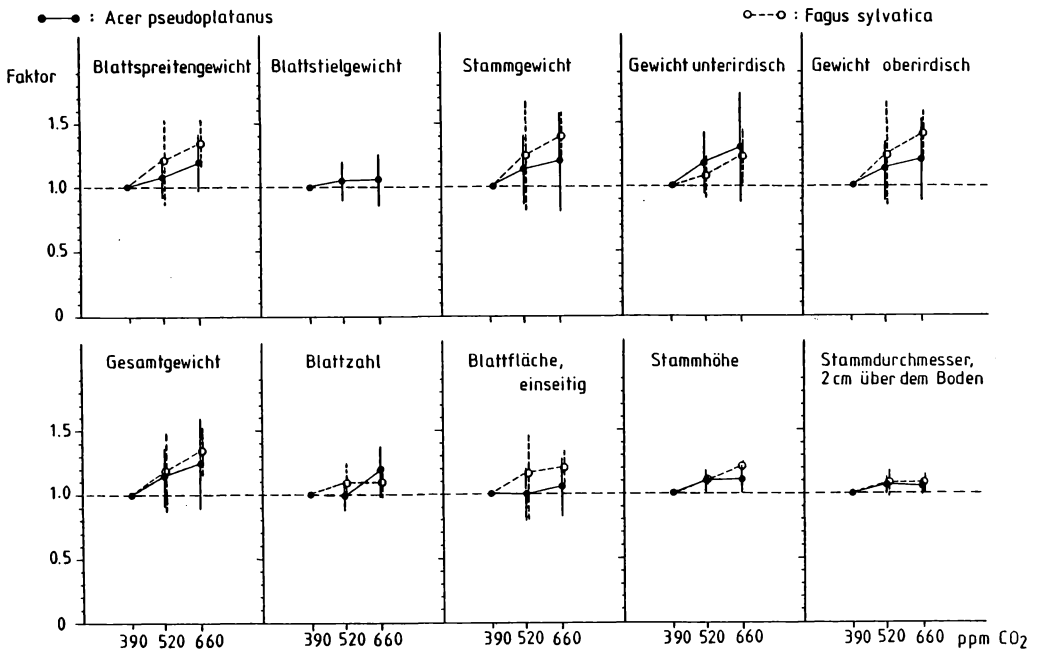 : Acer pseudoplatanus
: Fagus sylvatica
Faktor
Blattspreitengewicht
Blattstielgewicht
Stammgewicht
Gewicht unterirdisch
Gewicht oberirdisch
1.5
1.0
0.5
0
Gesamtgewicht
Blattzahl
Blattfläche,
einseitig
Stammhöhe
Stammdurchmesser,
2cm über dem Boden
1.5
1.0
0.5
0
390 520 660
390 520 660
390 520 660
390 520 660
390 520 660 ppm CO₂